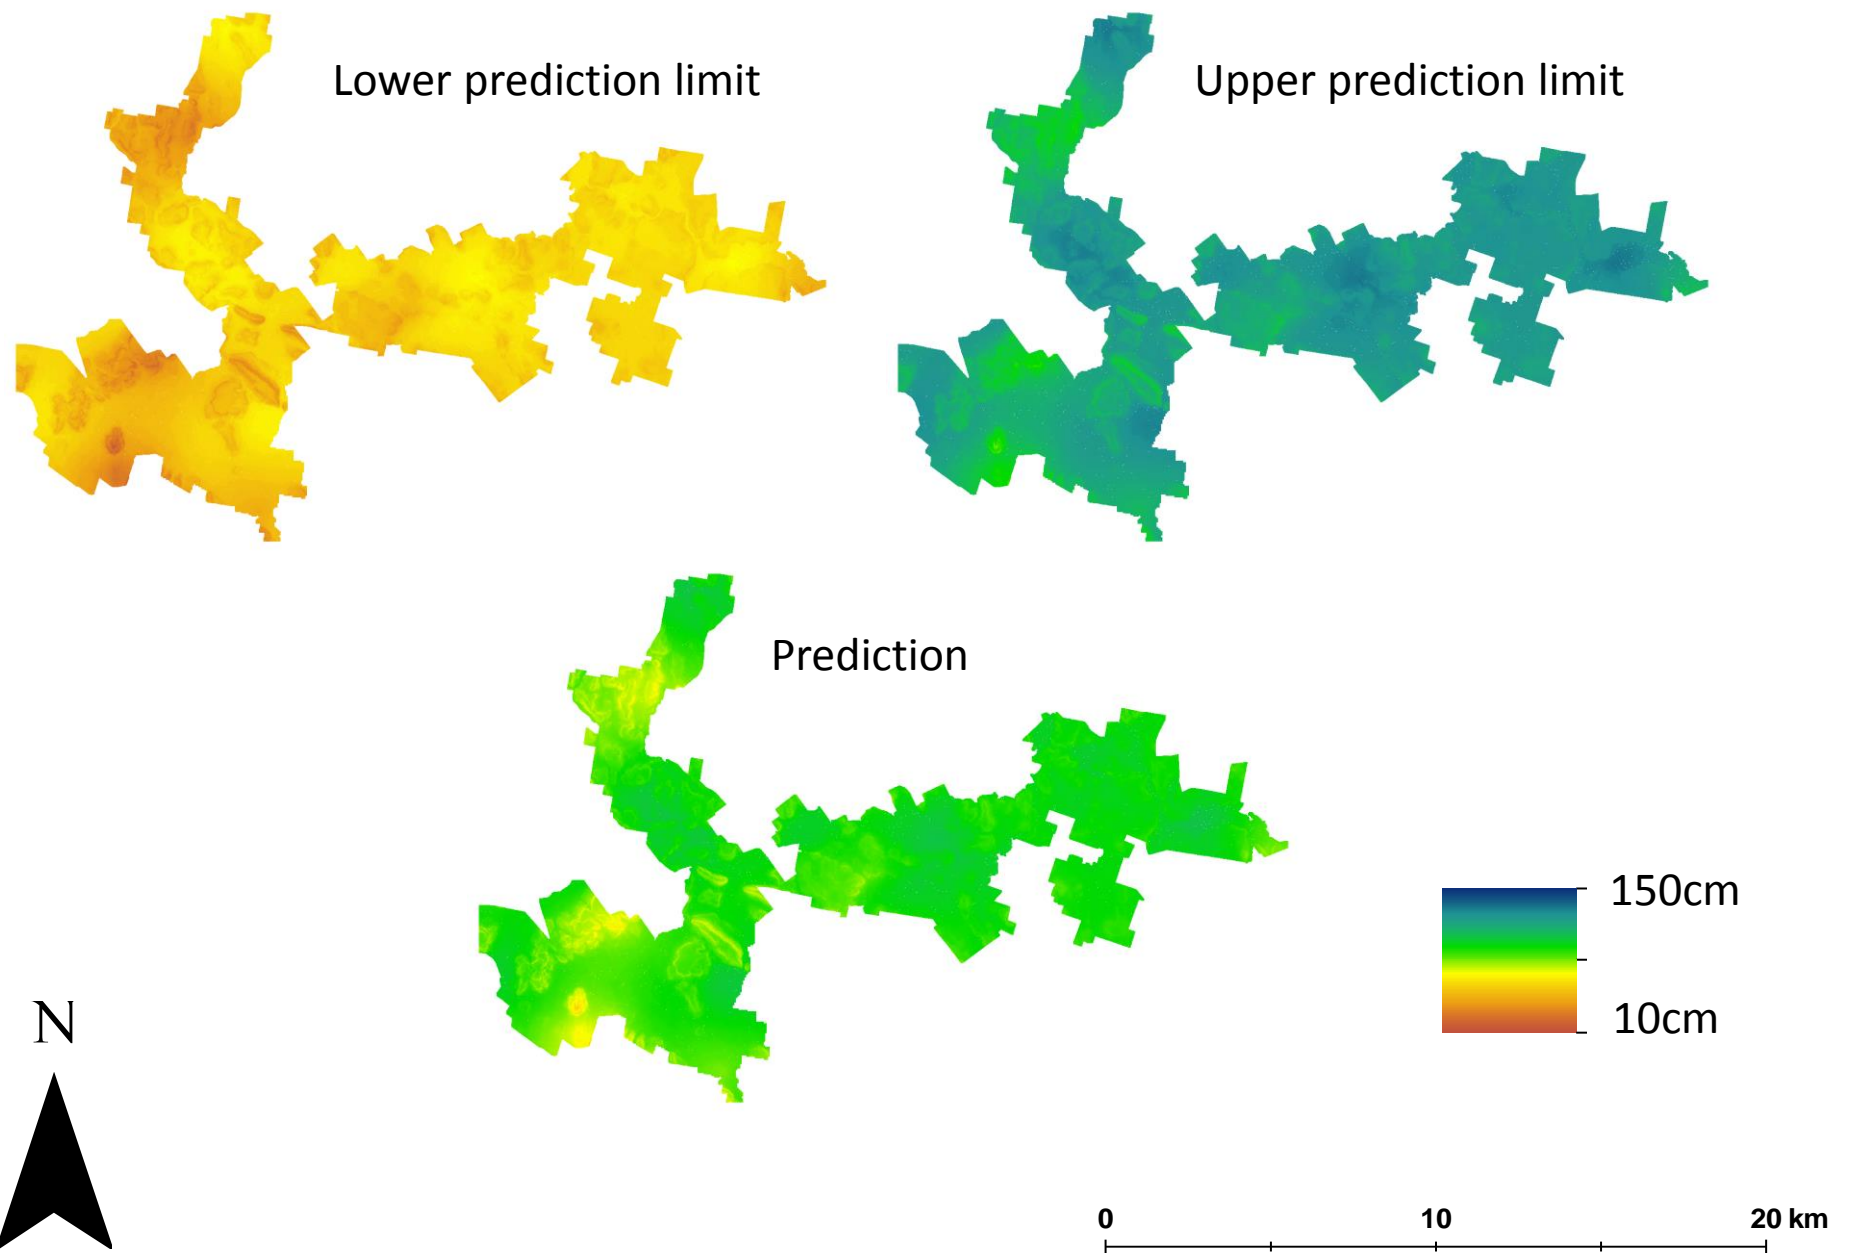 Lower prediction limit
Upper prediction limit
Prediction
150cm
10cm
N
0 10 20 km